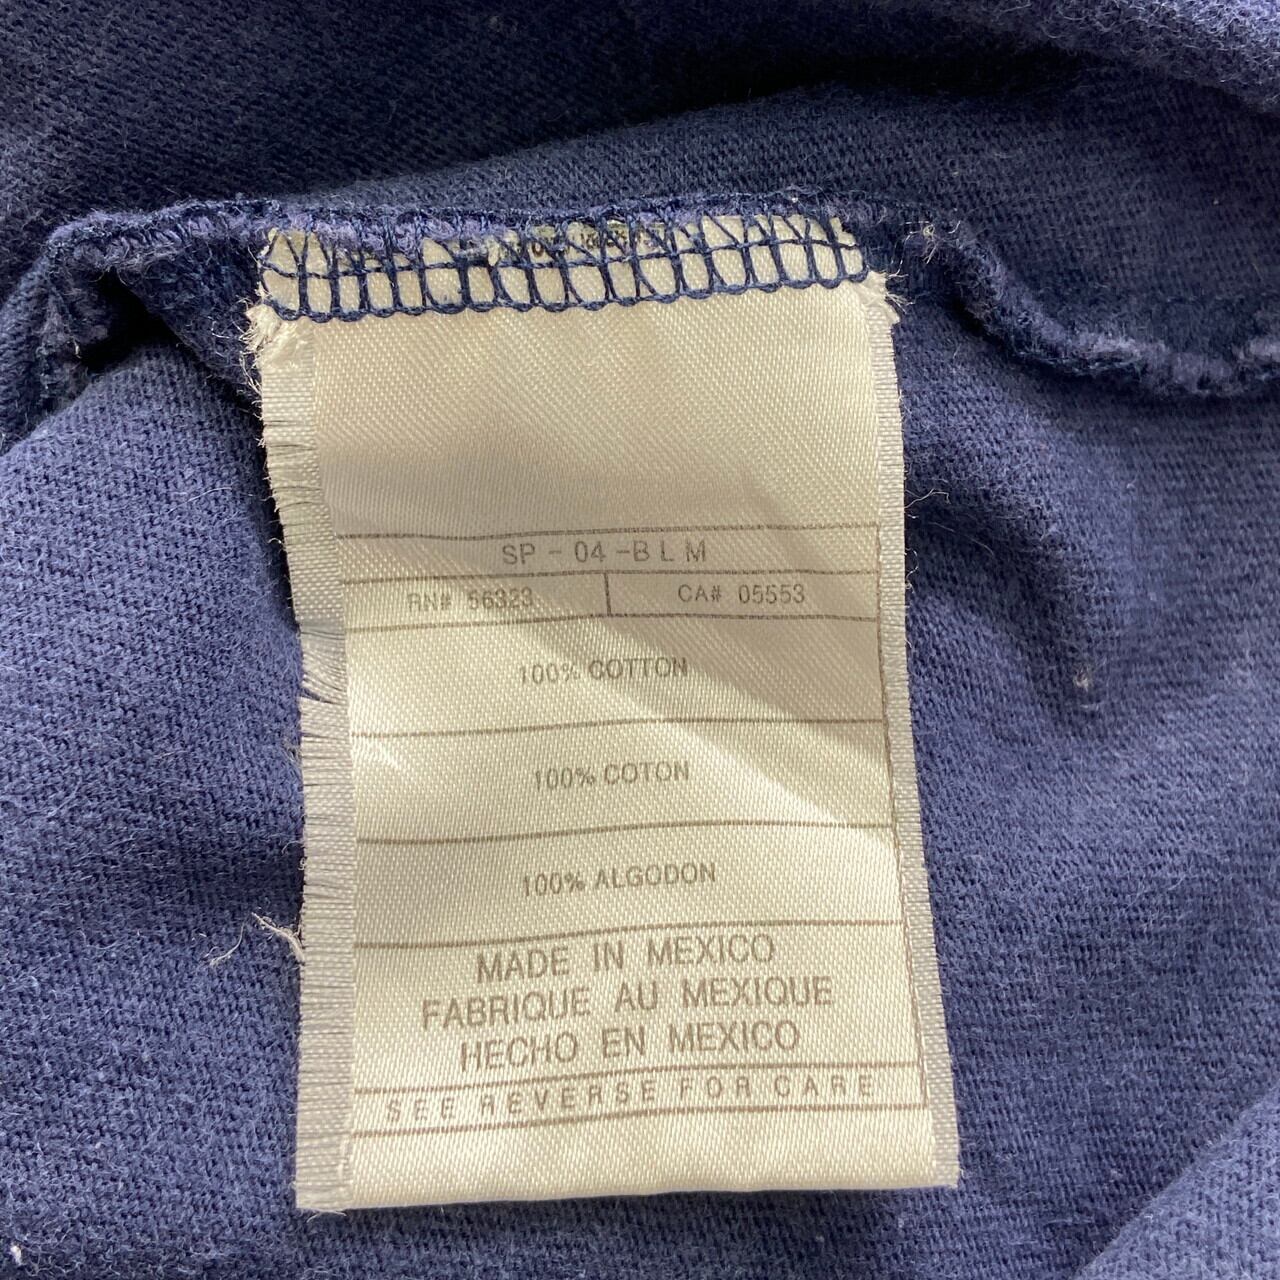 SP - 04 - B L M
RN# 56323 CA# 05553
100% COTTON
100% COTON
100% ALGODON
MADE IN MEXICO
FABRIQUE AU MEXIQUE
HECHO EN MEXICO
SEE REVERSE FOR CARE